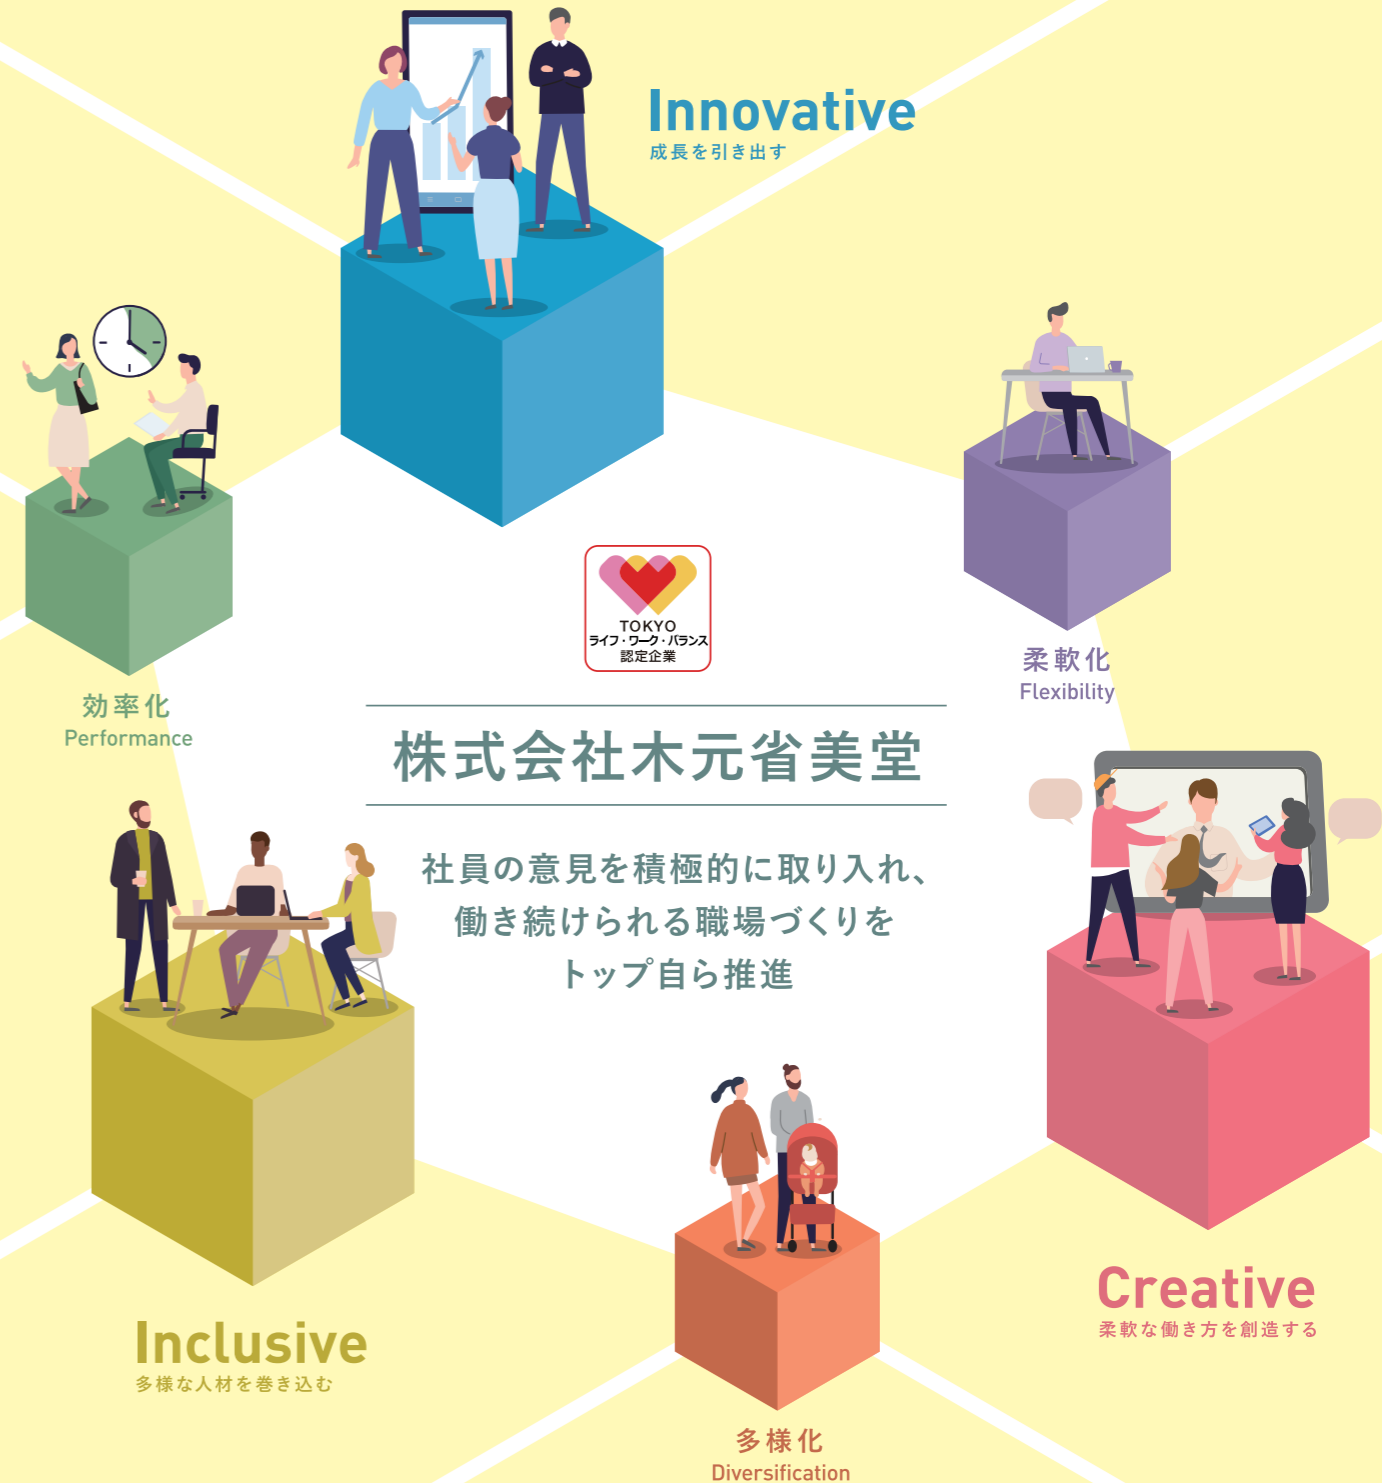 Innovative
成長を引き出す
TOKYO
ライフ・ワーク・バランス
認定企業
柔軟化
Flexibility
効率化
Performance
株式会社木元省美堂
社員の意見を積極的に取り入れ、
働き続けられる職場づくりを
トップ自ら推進
Creative
柔軟な働き方を創造する
Inclusive
多様な人材を巻き込む
多様化
Diversification